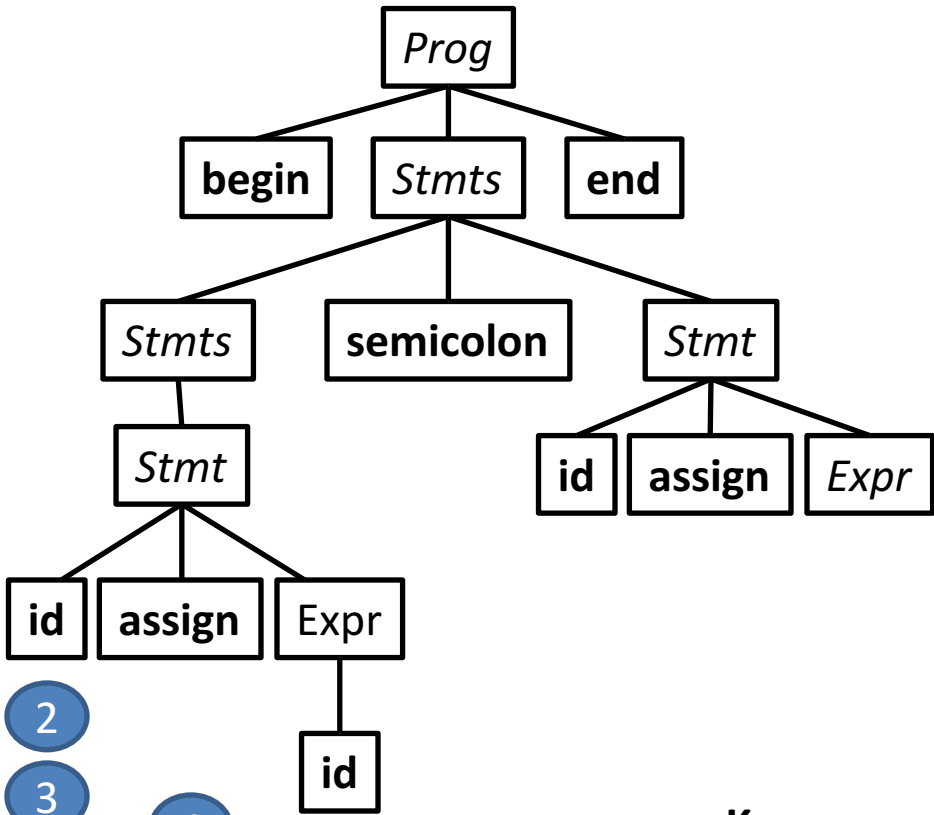 Prog
begin Stmts end
Stmts semicolon Stmt
Stmt
id assign Expr
id assign Expr
2
id
3